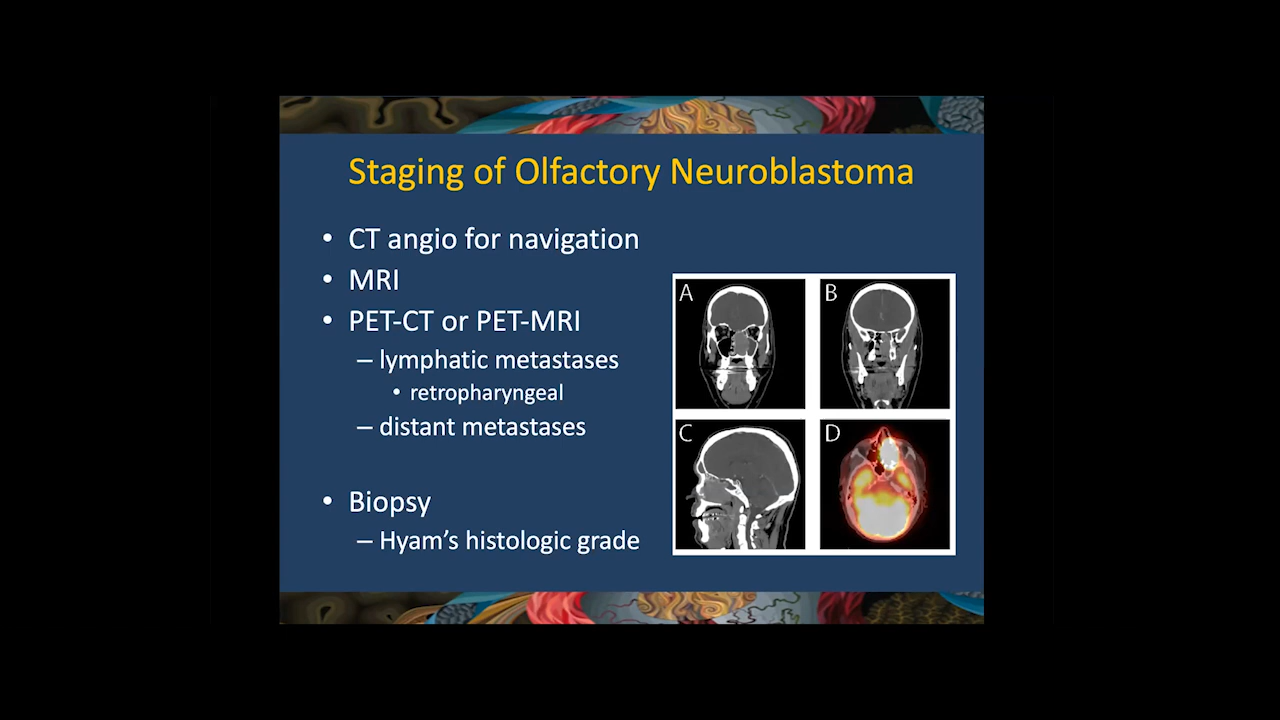 Staging of Olfactory Neuroblastoma
• CT angio for navigation
• MRI
• PET-CT or PET-MRI
– lymphatic metastases
• retropharyngeal
– distant metastases
• Biopsy
– Hyam’s histologic grade
A
B
C
D